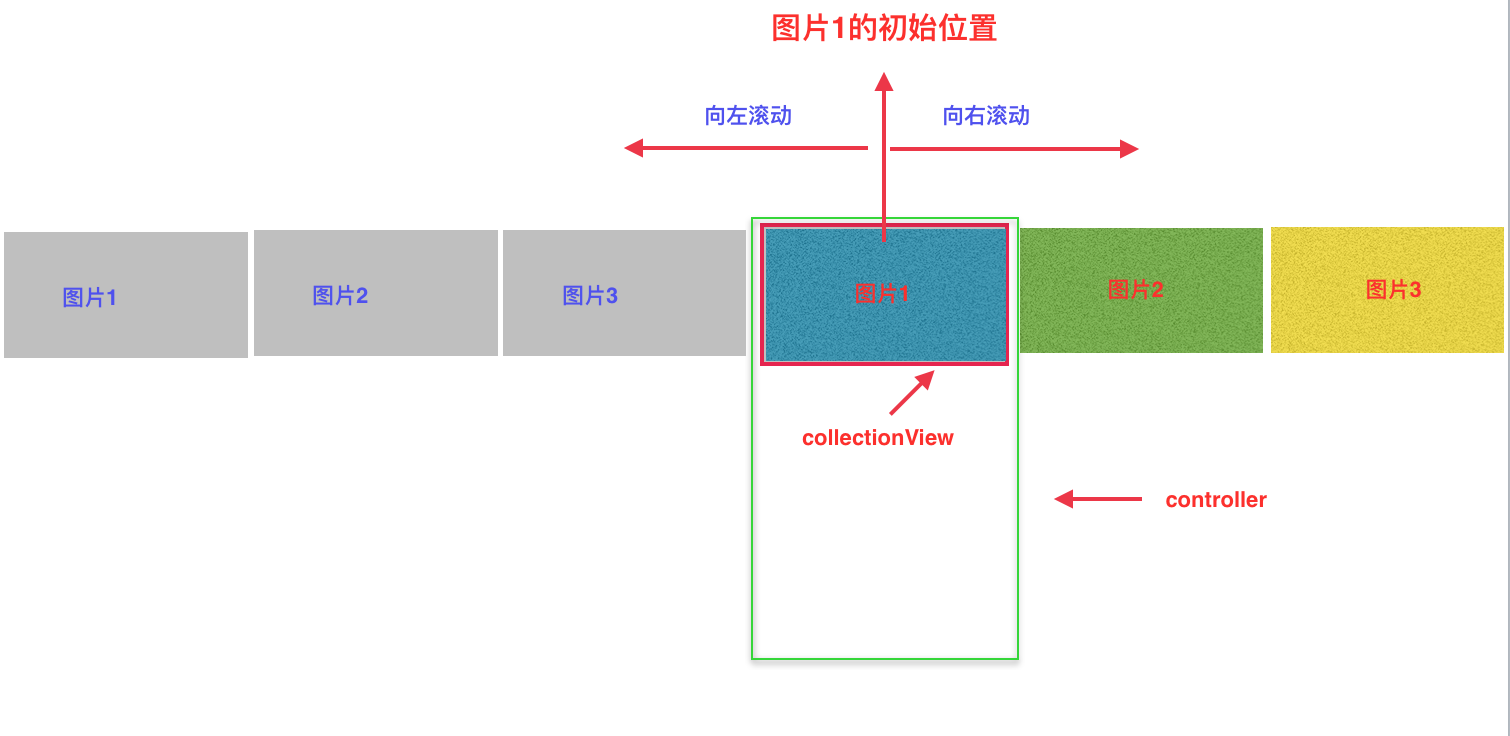 图片1的初始位置
向左滚动
向右滚动
图片1
图片2
图片3
图片1
图片2
图片3
collectionView
controller